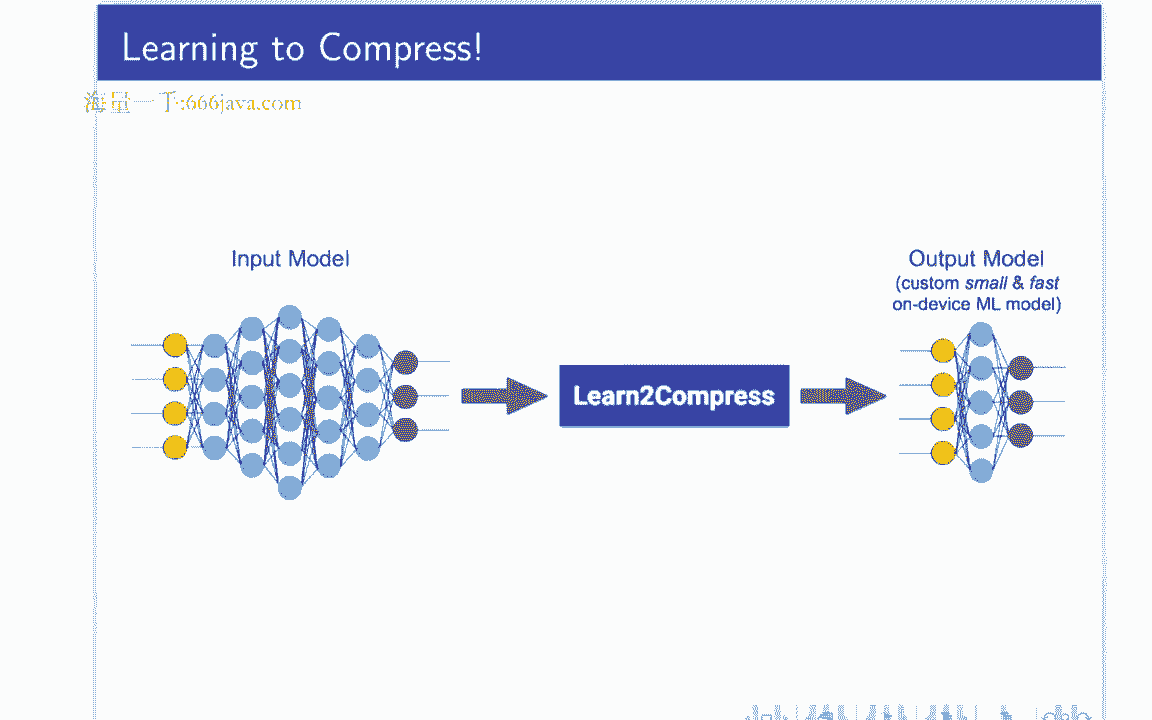 Learning to Compress!
海量一手:666java.com
Input Model
Output Model
(custom small & fast
on-device ML model)
Learn2Compress